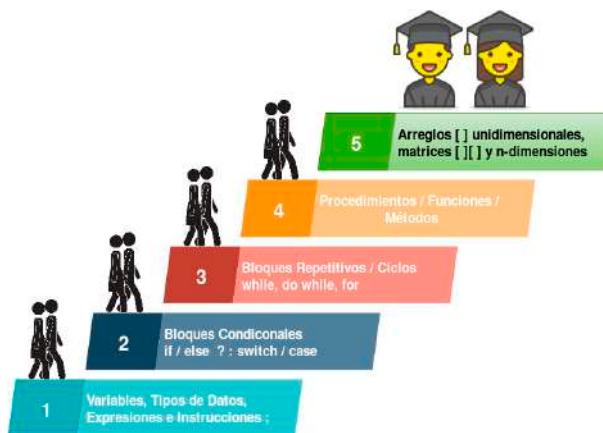 5
Arreglos [ ] unidimensionales,
matrices [ ][ ] y n-dimensiones
4
Procedimientos / Funciones /
Métodos
3
Bloques Repetitivos / Ciclos
while, do while, for
2
Bloques Condiconales
if / else ? : switch / case
1
Variables, Tipos de Datos,
Expresiones e Instrucciones ;